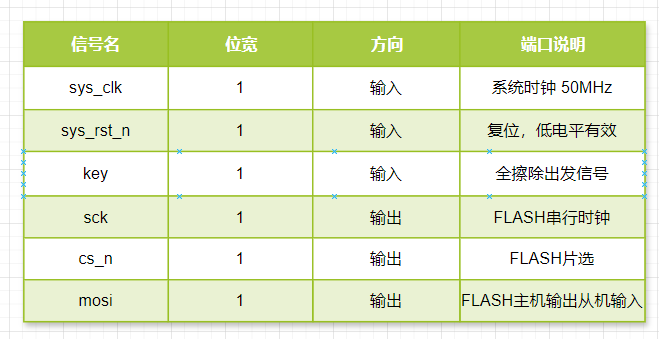 信号名 位宽 方向 端口说明
sys_clk 1 输入 系统时钟 50MHz
sys_rst_n 1 输入 复位，低电平有效
key 1 输入 全擦除出发信号
sck 1 输出 FLASH串行时钟
cs_n 1 输出 FLASH片选
mosi 1 输出 FLASH主机输出从机输入